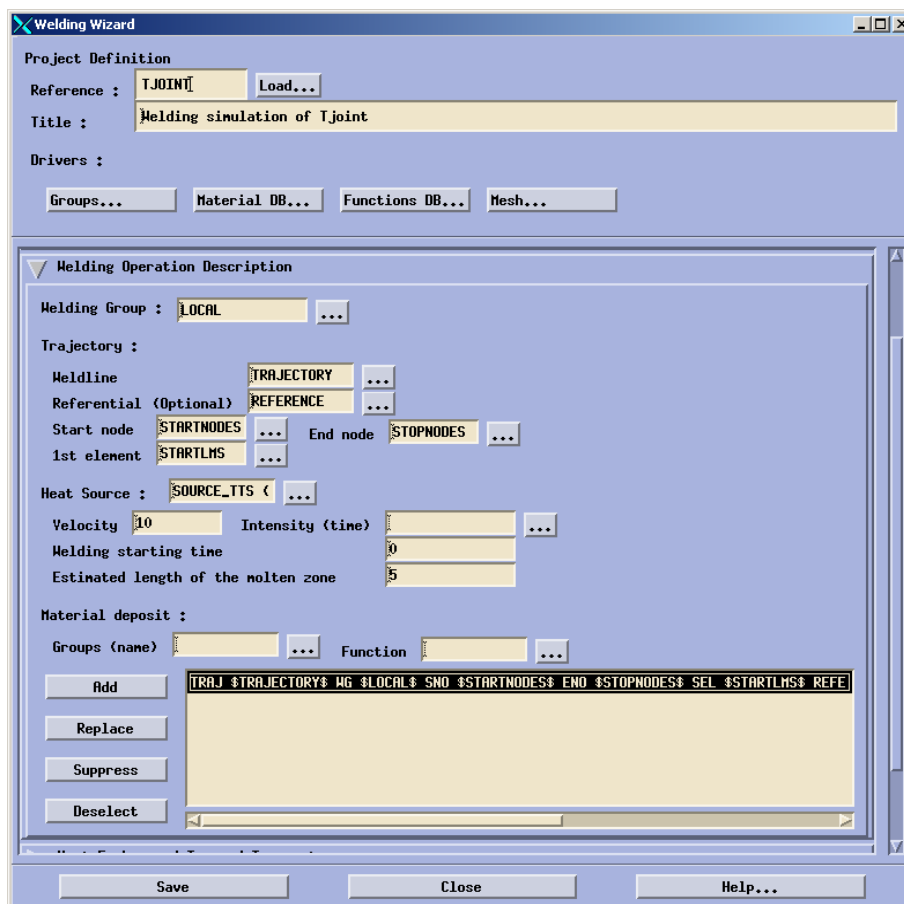 Welding Wizard
Project Definition
Reference : TJOINT Load...
Title : Welding simulation of Tjoint
Drivers :
Groups... Material DB... Functions DB... Mesh...
Welding Operation Description
Welding Group : LOCAL ...
Trajectory :
Weldline TRAJECTORY ...
Referential (Optional) REFERENCE ...
Start node STARTNODES ... End node STOPNODES ...
1st element STARTLMS ...
Heat Source : SOURCE_TTS ( ...
Velocity 10 Intensity (time) ...
Welding starting time 0
Estimated length of the molten zone 5
Material deposit :
Groups (name) ... Function ...
Add TRAJ $TRAJECTORY$ WG $LOCAL$ SNO $STARTNODES$ ENO $STOPNODES$ SEL $STARTLMS$ REFE
Replace
Suppress
Deselect
Save Close Help...